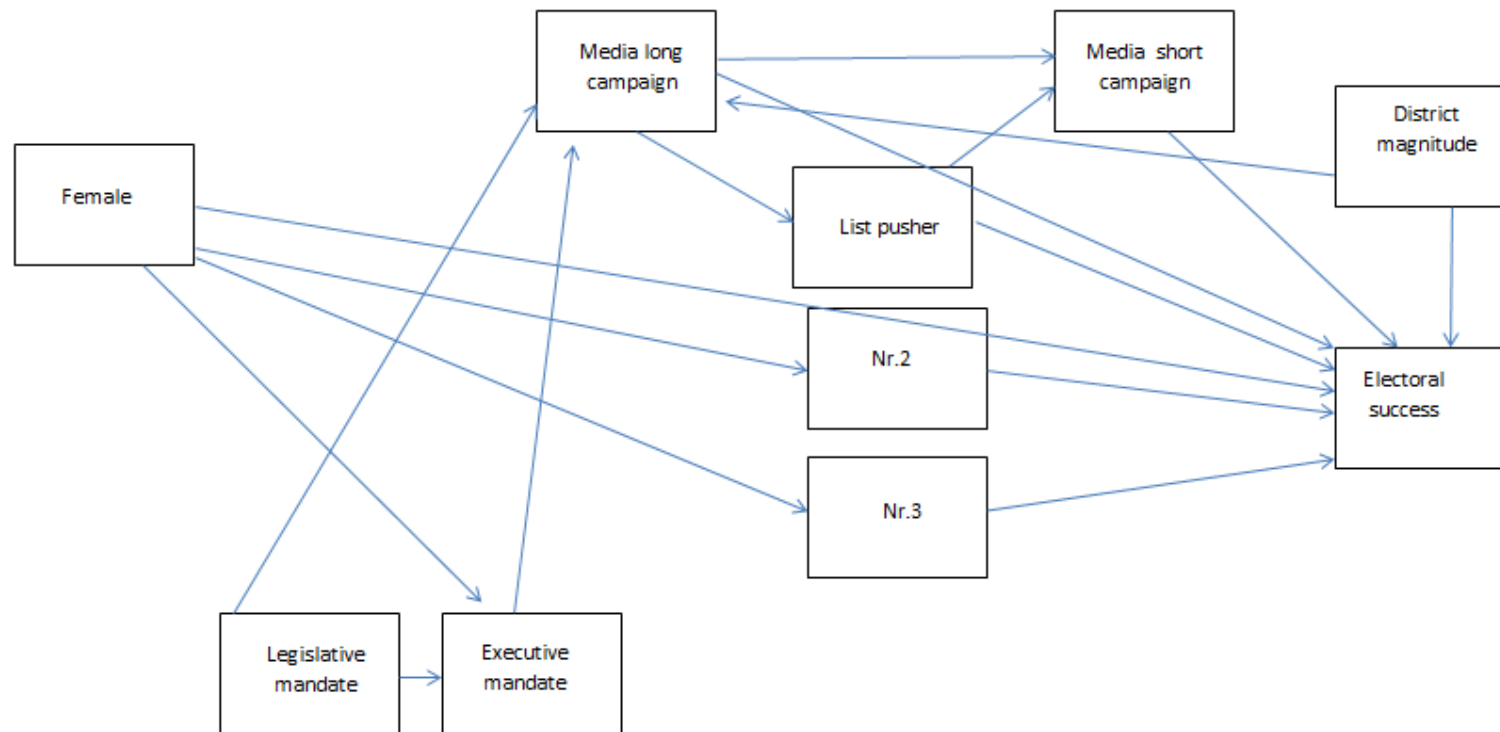 Media long
campaign
Media short
campaign
District
magnitude
Female
List pusher
Nr.2
Electoral
success
Nr.3
Legislative
mandate
Executive
mandate